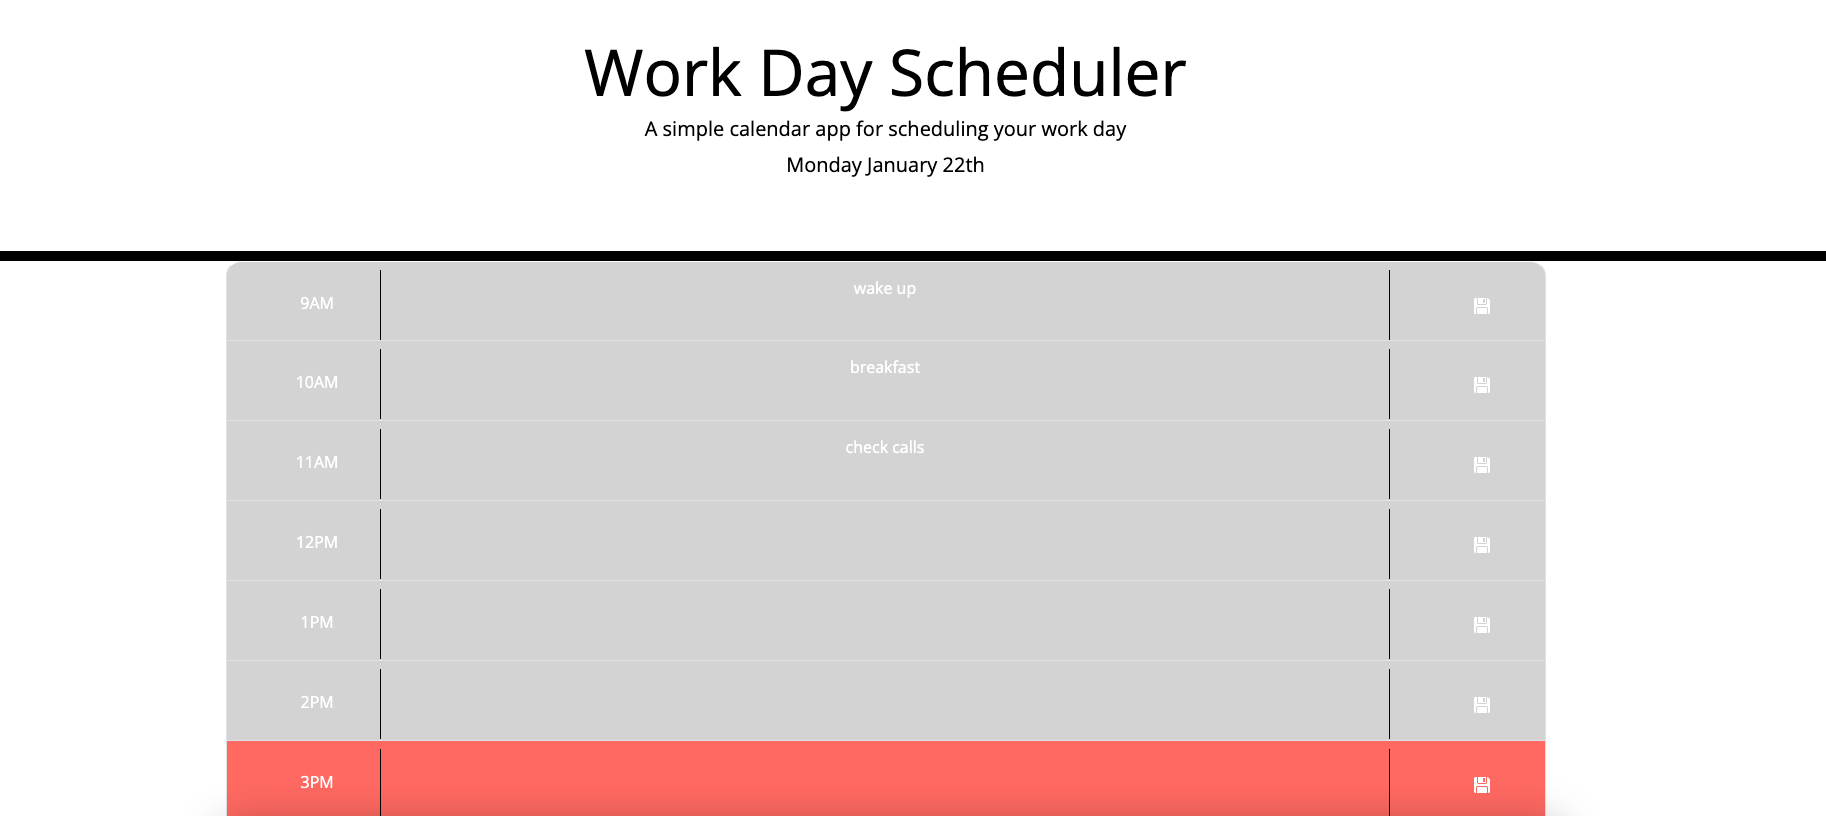 Work Day Scheduler
A simple calendar app for scheduling your work day
Monday January 22th
9AM
wake up
10AM
breakfast
11AM
check calls
12PM
1PM
2PM
3PM